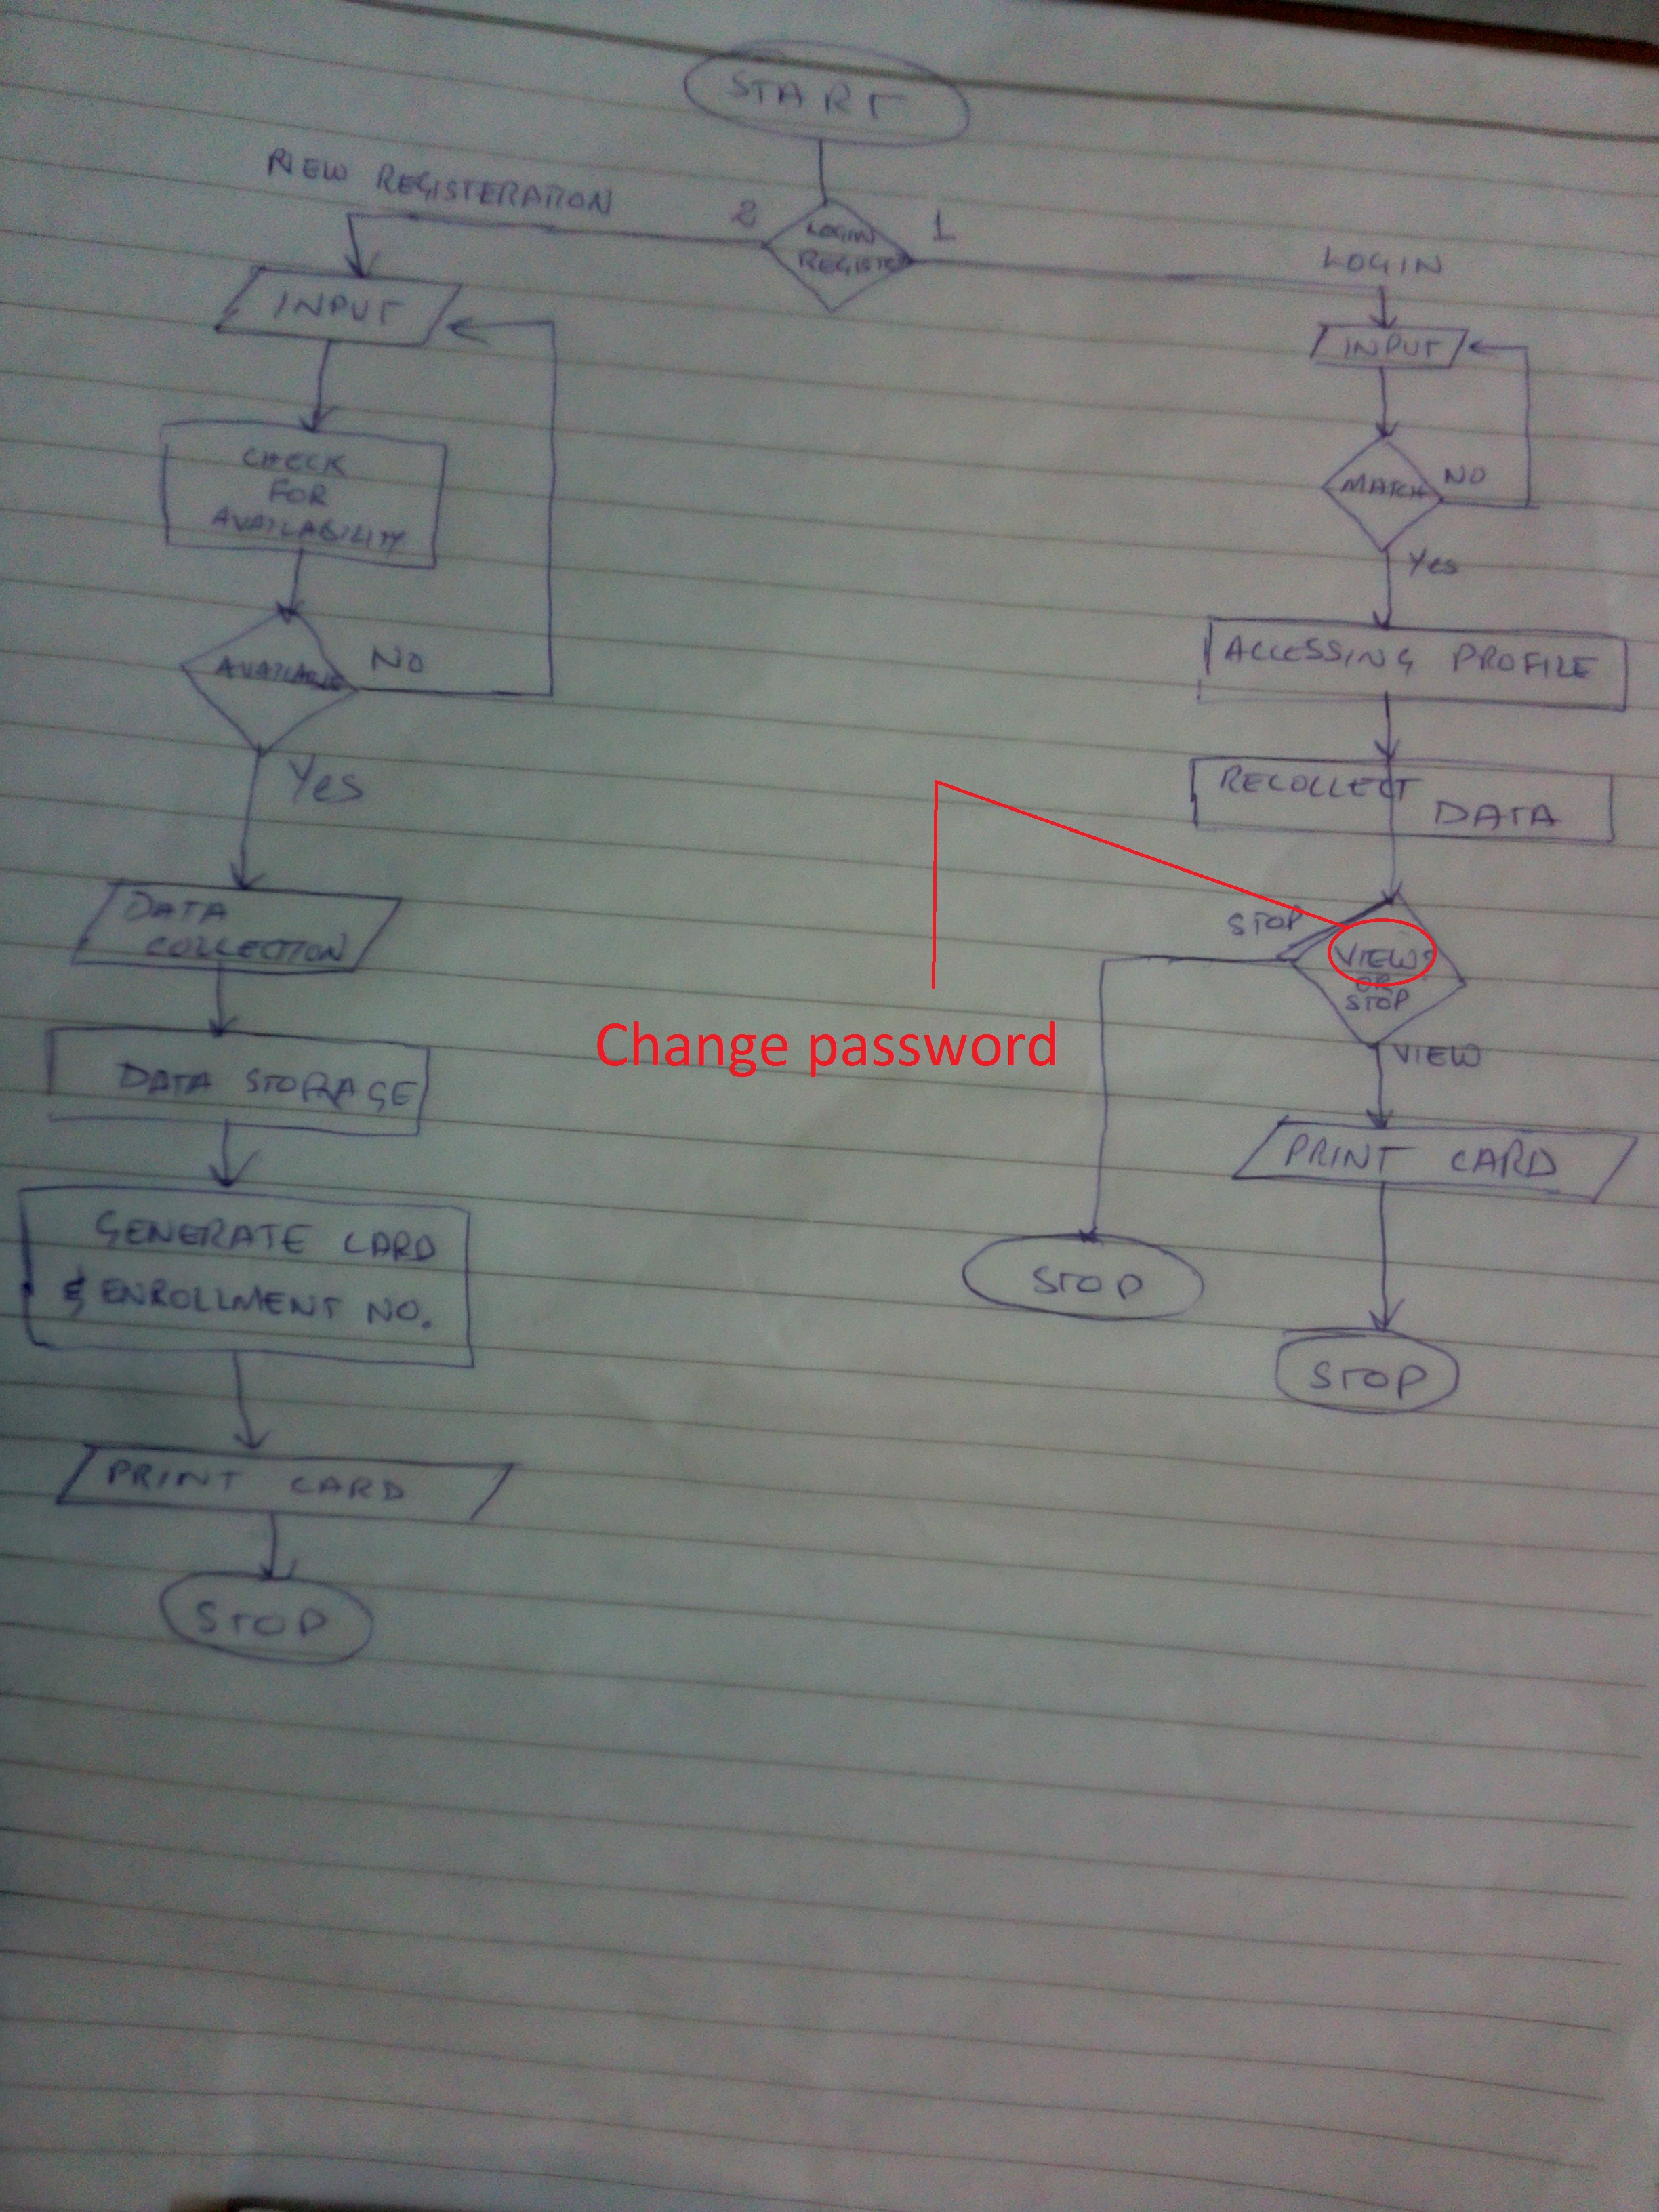 START
NEW REGISTERATION
2
1
LOGIN
REGISTER
LOGIN
INPUT
INPUT
CHECK
FOR
AVAILABILITY
MATCH
NO
Yes
AVAILABLE
NO
ACCESSING PROFILE
Yes
RECOLLECT
DATA
DATA
COLLECTION
STOP
VIEW?
OR
STOP
VIEW
Change password
DATA STORAGE
PRINT CARD
GENERATE CARD
& ENROLLMENT NO.
STOP
STOP
PRINT CARD
STOP